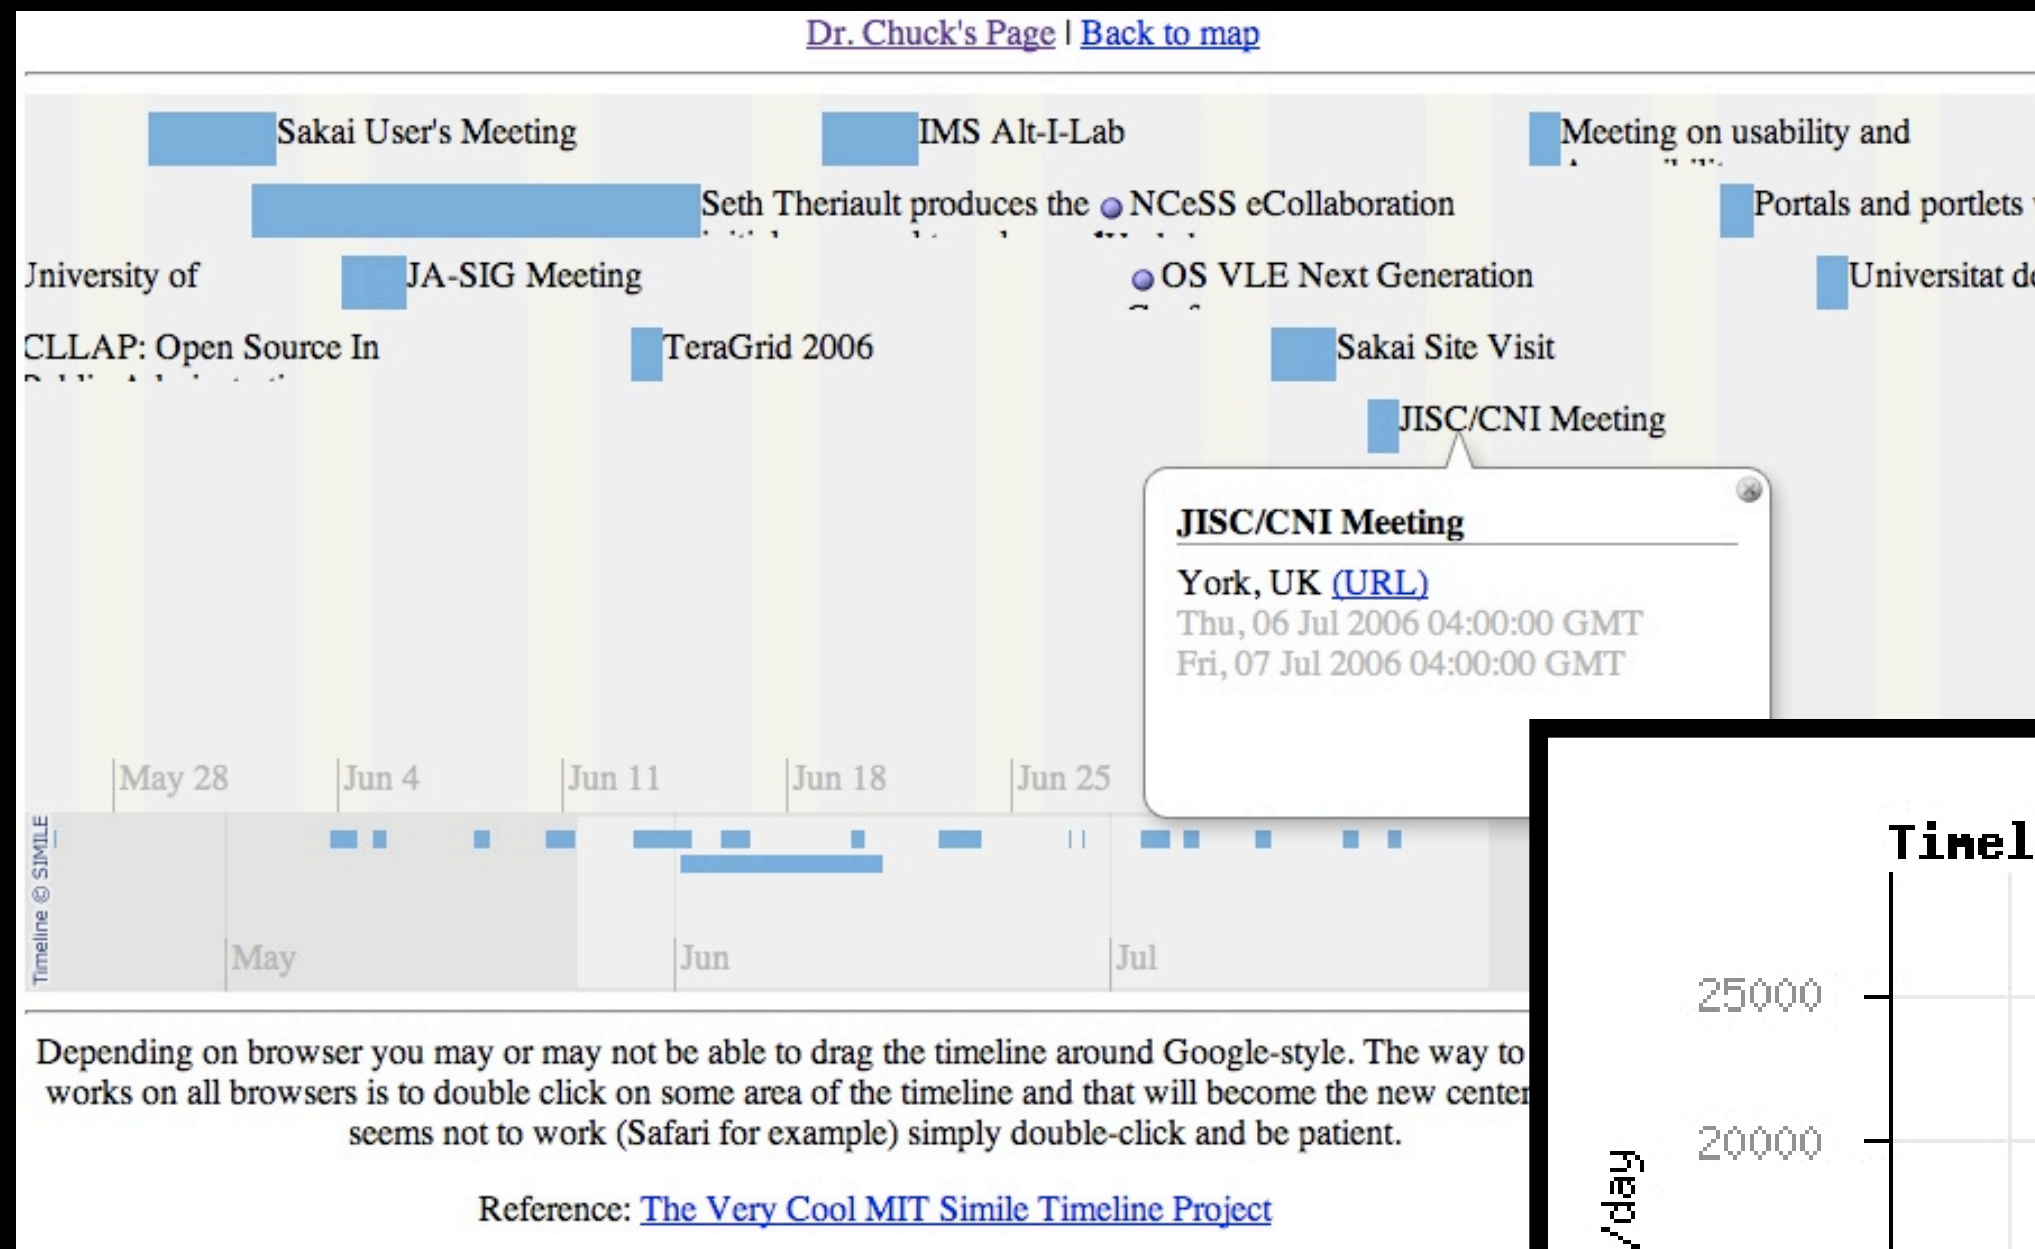 Dr. Chuck's Page | Back to map
Sakai User's Meeting
IMS Alt-I-Lab
Meeting on usability and
Seth Theriault produces the
NCeSS eCollaboration
Portals and portlets
University of
JA-SIG Meeting
OS VLE Next Generation
Universitat de
CLLAP: Open Source In
TeraGrid 2006
Sakai Site Visit
JISC/CNI Meeting
JISC/CNI Meeting
York, UK (URL)
Thu, 06 Jul 2006 04:00:00 GMT
Fri, 07 Jul 2006 04:00:00 GMT
May 28
Jun 4
Jun 11
Jun 18
Jun 25
Timeline © SIMILE
May
Jun
Jul
Depending on browser you may or may not be able to drag the timeline around Google-style. The way to
works on all browsers is to double click on some area of the timeline and that will become the new center
seems not to work (Safari for example) simply double-click and be patient.
Reference: The Very Cool MIT Simile Timeline Project
Timel
25000
20000
/day